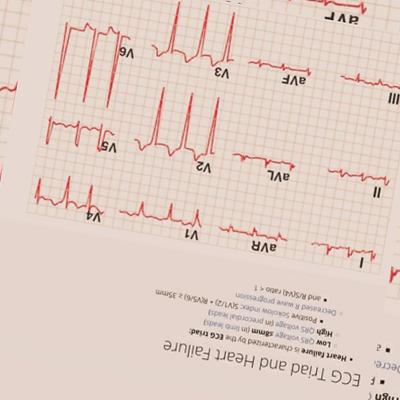 ECG Triad and Heart Failure
• Heart failure is characterized by the ECG triad:
Low QRS voltage <8mm (in limb leads)
High QRS voltage (in precordial leads)
Positive Sokolow index: S(V1/2) + R(V5/6) ≥ 35mm
Decreased R wave progression
and R/S(V4) ratio < 1
High
Decre
I aVR V1 V4
II aVL V2 V5
III aVF V3 V6
aVF